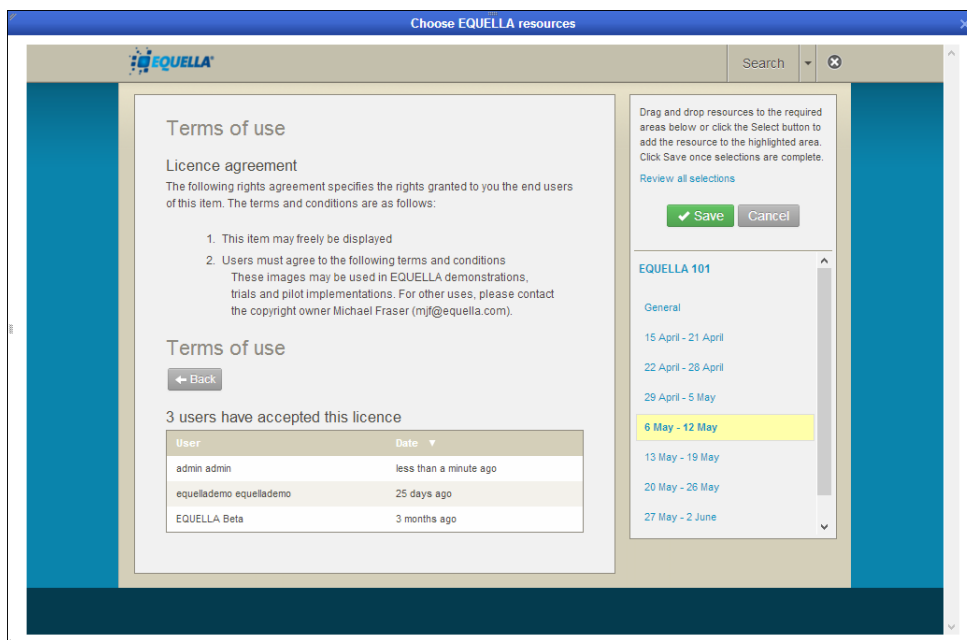 Choose EQUELLA resources
EQUELLA
Search
Terms of use
Licence agreement
The following rights agreement specifies the rights granted to you the end users
of this item. The terms and conditions are as follows:
1. This item may freely be displayed
2. Users must agree to the following terms and conditions
These images may be used in EQUELLA demonstrations,
trials and pilot implementations. For other uses, please contact
the copyright owner Michael Fraser (mjf@equella.com).
Terms of use
Back
3 users have accepted this licence
User Date ▼
admin admin less than a minute ago
equellademo equellademo 25 days ago
EQUELLA Beta 3 months ago
Drag and drop resources to the required
areas below or click the Select button to
add the resource to the highlighted area.
Click Save once selections are complete.
Review all selections
Save Cancel
EQUELLA 101
General
15 April - 21 April
22 April - 28 April
29 April - 5 May
6 May - 12 May
13 May - 19 May
20 May - 26 May
27 May - 2 June